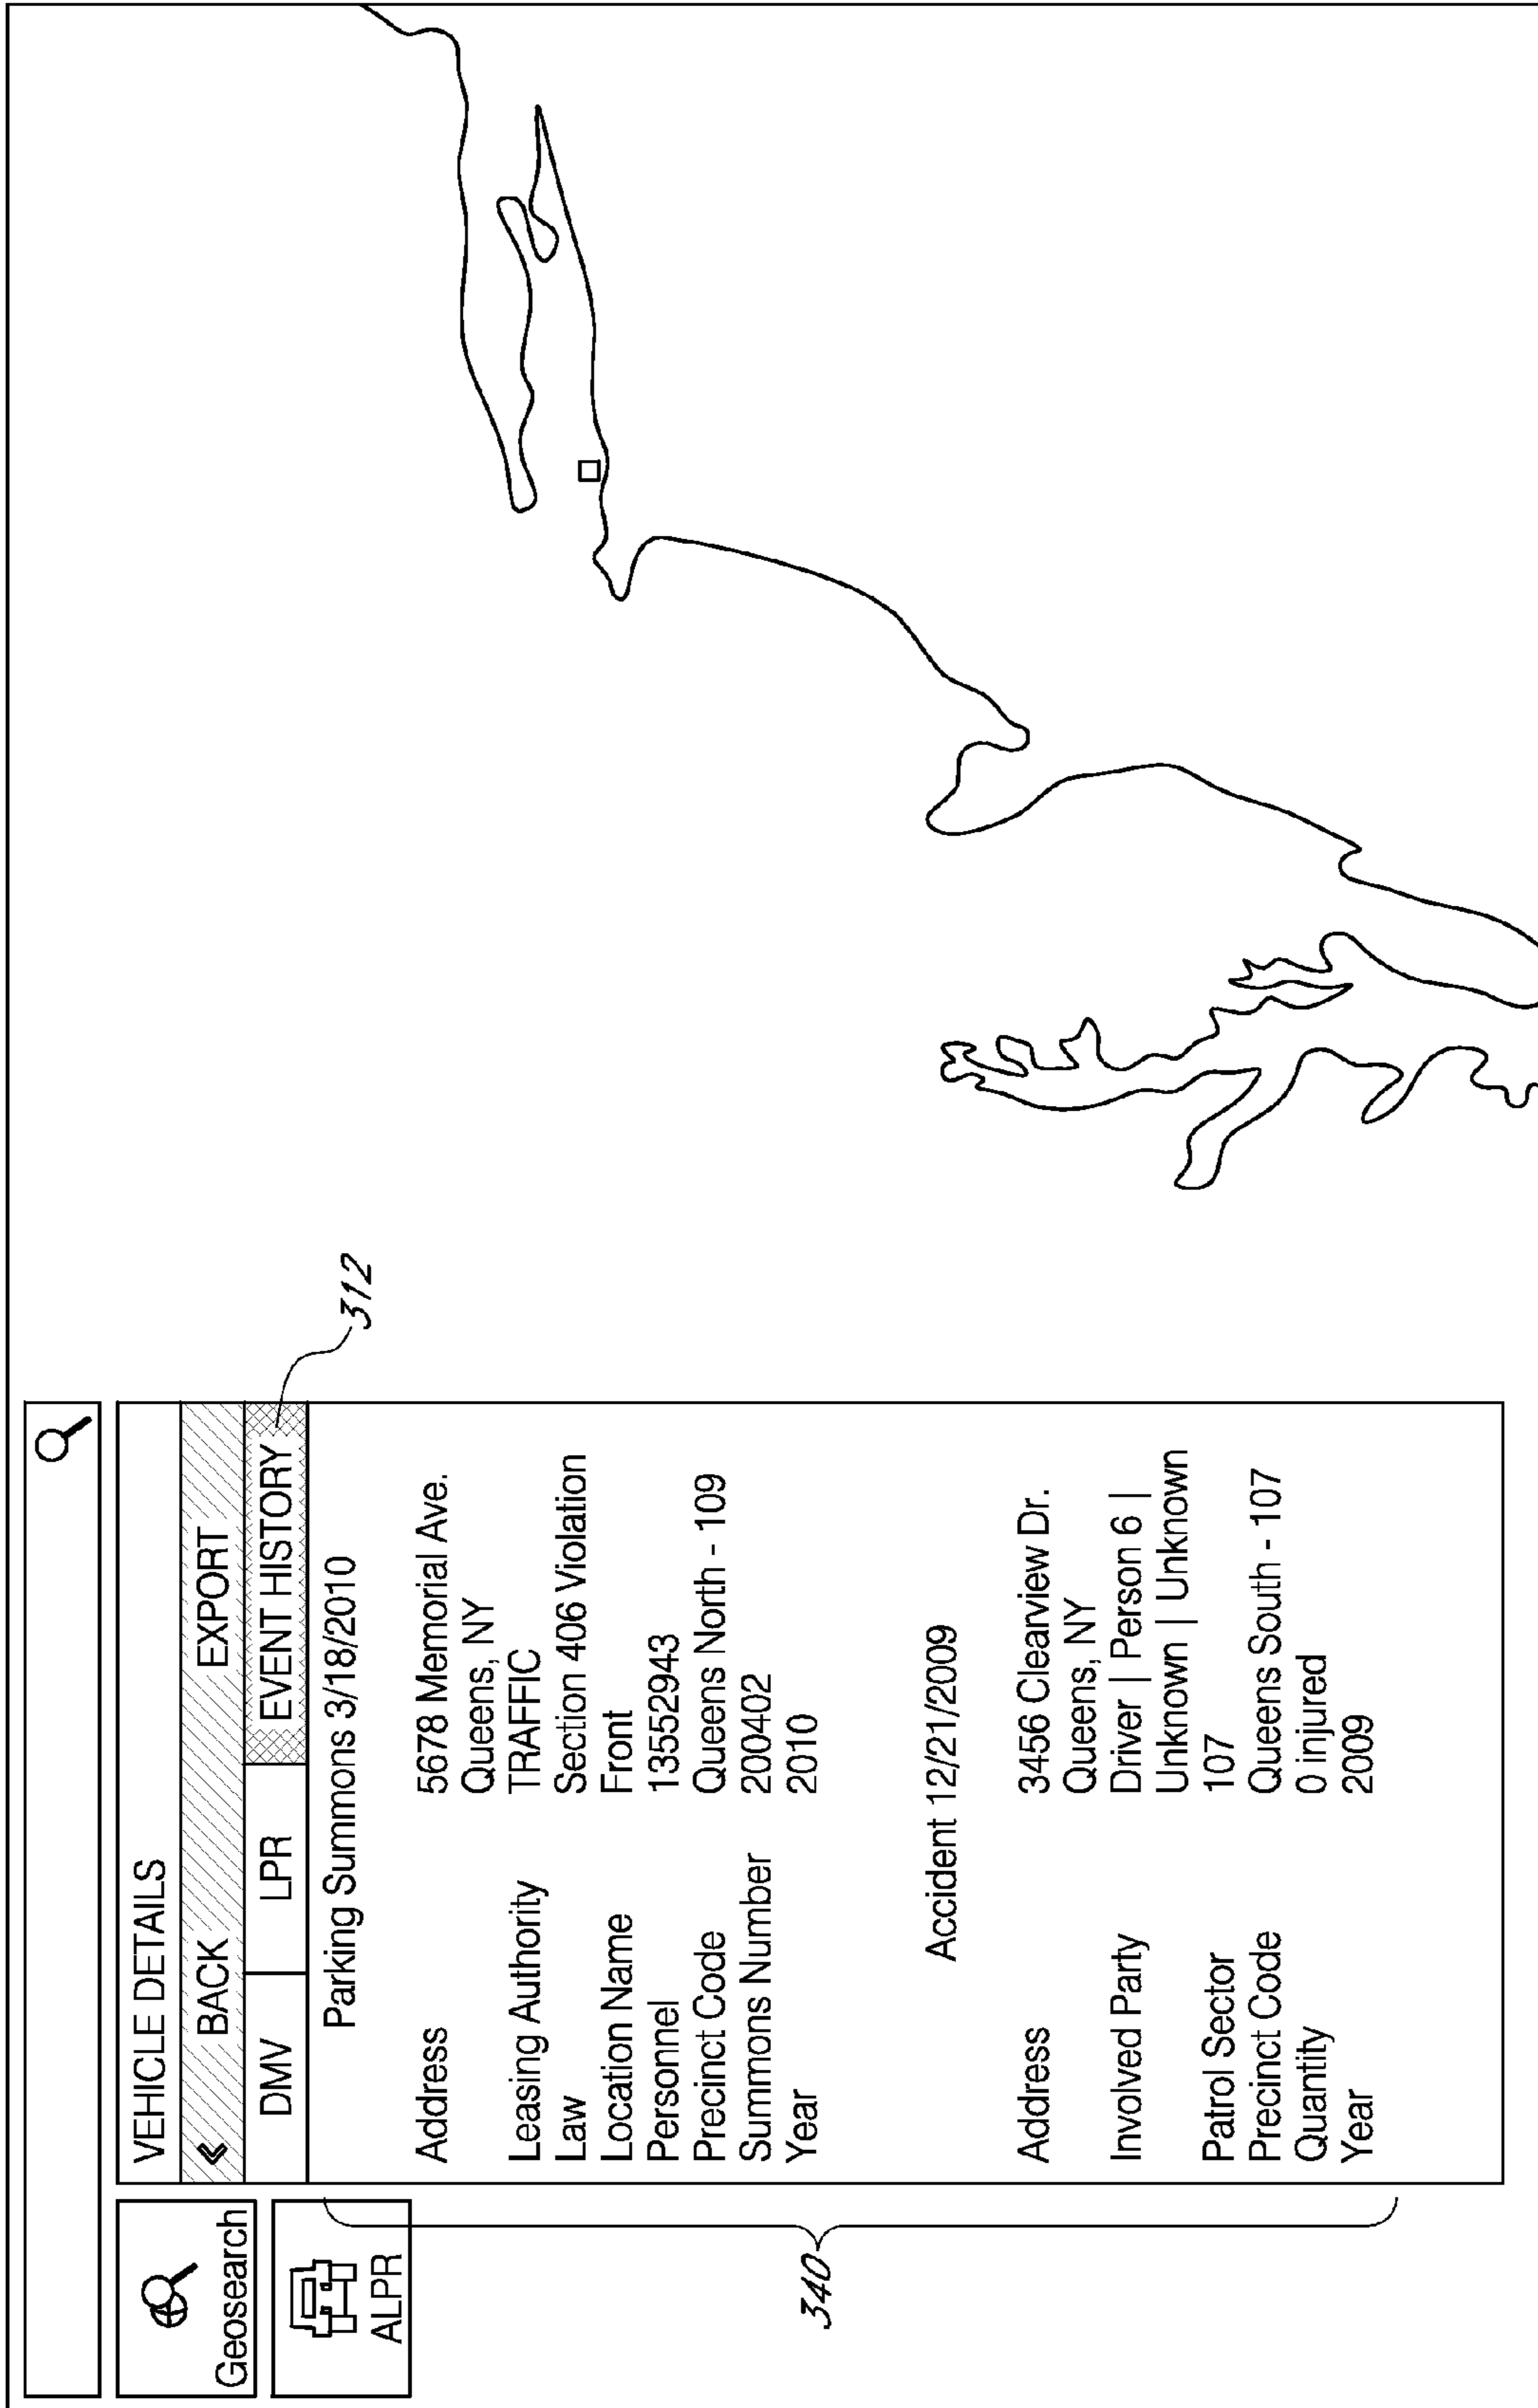 VEHICLE DETAILS
« BACK EXPORT
DMV LPR EVENT HISTORY
312
Geosearch
ALPR
340
Parking Summons 3/18/2010
Address 5678 Memorial Ave.
Queens, NY
Leasing Authority TRAFFIC
Law Section 406 Violation
Location Name Front
Personnel 13552943
Precinct Code Queens North - 109
Summons Number 200402
Year 2010
Accident 12/21/2009
Address 3456 Clearview Dr.
Queens, NY
Involved Party Driver | Person 6 |
Unknown | Unknown
Patrol Sector 107
Precinct Code Queens South - 107
Quantity 0 injured
Year 2009